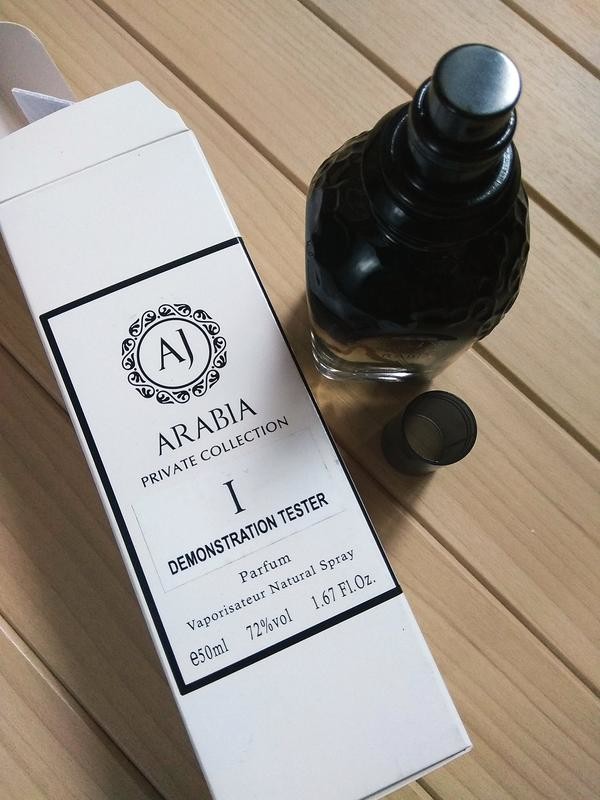 AJ
ARABIA
PRIVATE COLLECTION
I
DEMONSTRATION TESTER
Parfum
Vaporisateur Natural Spray
e50ml 72%vol 1.67 Fl.Oz.